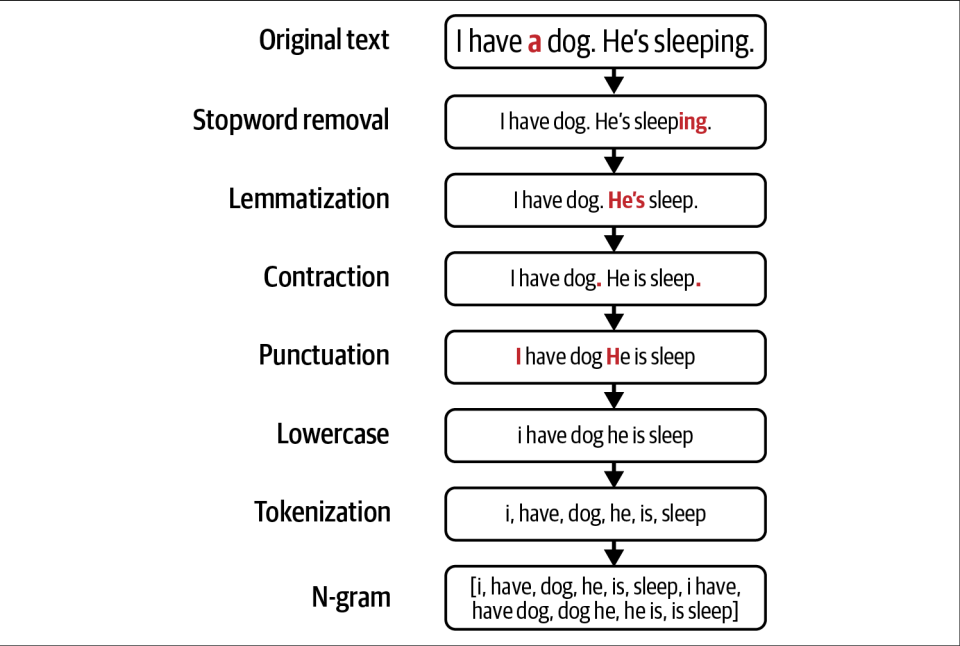 Original text
I have a dog. He’s sleeping.
Stopword removal
I have dog. He’s sleeping.
Lemmatization
I have dog. He’s sleep.
Contraction
I have dog. He is sleep.
Punctuation
I have dog He is sleep
Lowercase
i have dog he is sleep
Tokenization
i, have, dog, he, is, sleep
N-gram
[i, have, dog, he, is, sleep, i have,
have dog, dog he, he is, is sleep]